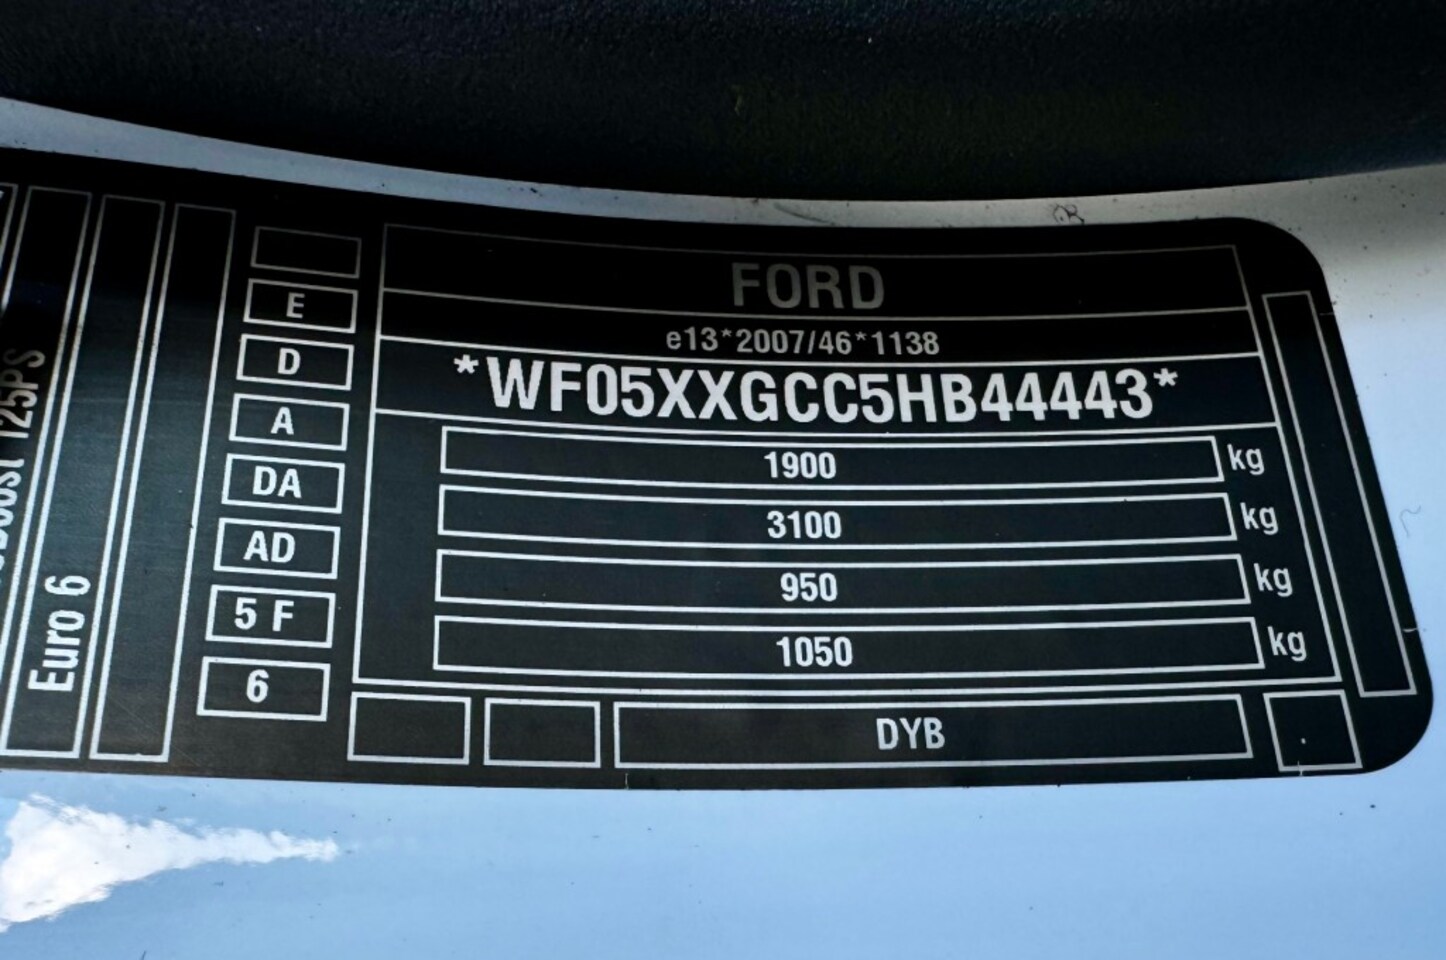 FORD
e13*2007/46*1138
*WF05XXGCC5HB44443*
1900 kg
3100 kg
950 kg
1050 kg
DYB
E
D
A
DA
AD
5 F
6
Euro 6
125PS